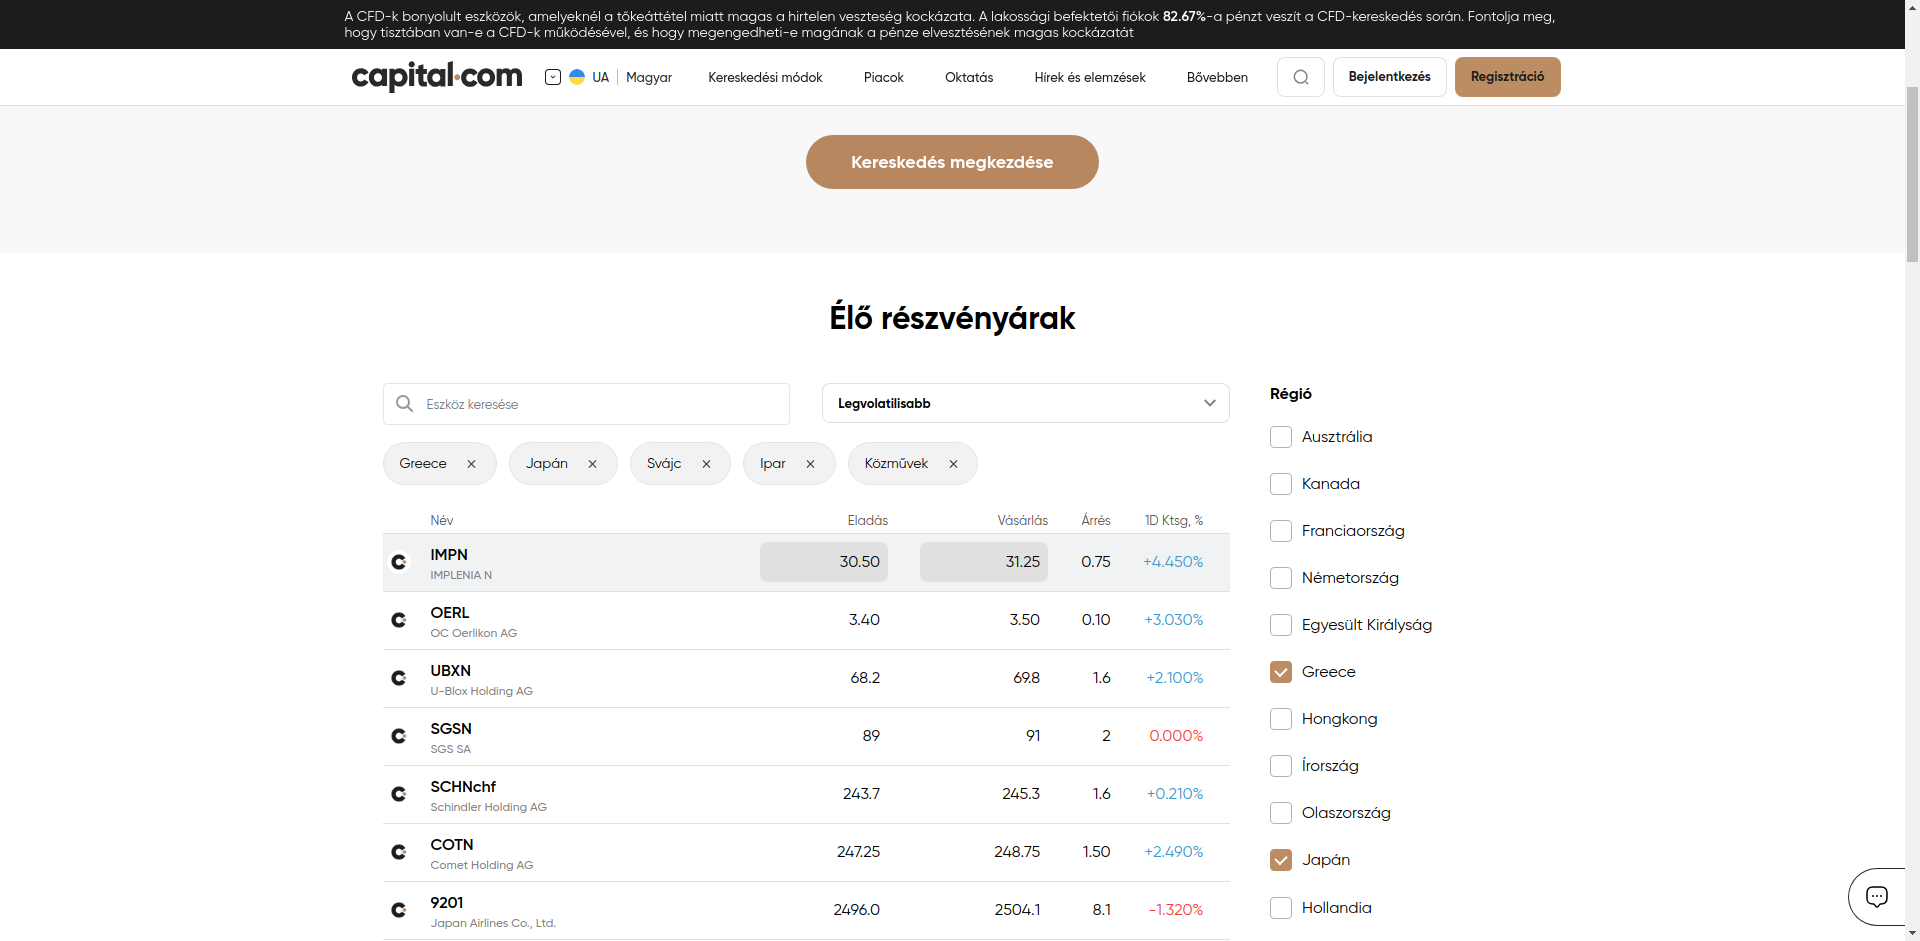 A CFD-k bonyolult eszközök, amelyeknél a tőkeáttétel miatt magas a hirtelen veszteség kockázata. A lakossági befektetői fiókok 82.67%-a pénzt veszít a CFD-kereskedés során. Fontolja meg,
hogy tisztában van-e a CFD-k működésével, és hogy megengedheti-e magának a pénze elvesztésének magas kockázatát
capital.com UA Magyar Kereskedési módok Piacok Oktatás Hírek és elemzések Bővebben Bejelentkezés Regisztráció
Kereskedés megkezdése
Élő részvényárak
Eszköz keresése
Legvolatilisabb
Greece Japán Svájc Ipar Közművek
Név Eladás Vásárlás Árrés 1D Ktsg, %
IMPN 30.50 31.25 0.75 +4.450%
IMPLENIA N
OERL 3.40 3.50 0.10 +3.030%
OC Oerlikon AG
UBXN 68.2 69.8 1.6 +2.100%
U-Blox Holding AG
SGSN 89 91 2 0.000%
SGS SA
SCHNchf 243.7 245.3 1.6 +0.210%
Schindler Holding AG
COTN 247.25 248.75 1.50 +2.490%
Comet Holding AG
9201 2496.0 2504.1 8.1 -1.320%
Japan Airlines Co., Ltd.
Régió
Ausztrália
Kanada
Franciaország
Németország
Egyesült Királyság
Greece
Hongkong
Írország
Olaszország
Japán
Hollandia